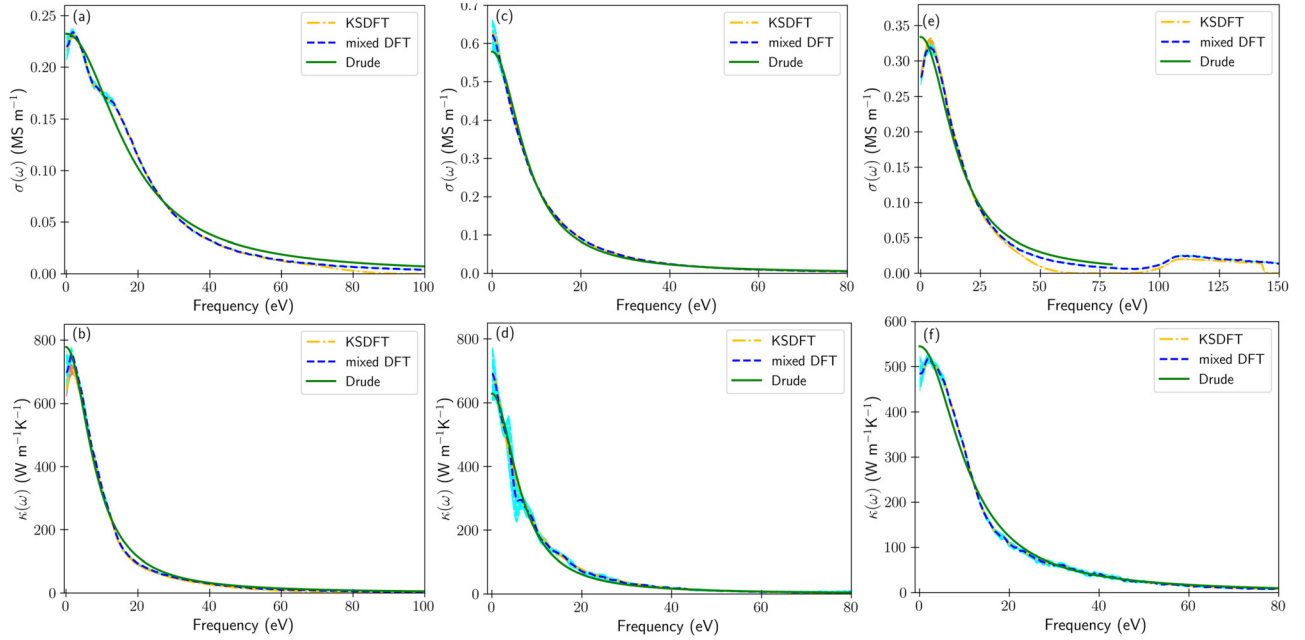 (a)
KSDFT
mixed DFT
Drude
σ(ω) (MS m⁻¹)
0.25
0.20
0.15
0.10
0.05
0.00
0 20 40 60 80 100
Frequency (eV)
(c)
KSDFT
mixed DFT
Drude
σ(ω) (MS m⁻¹)
0.7
0.6
0.5
0.4
0.3
0.2
0.1
0.0
0 20 40 60 80
Frequency (eV)
(e)
KSDFT
mixed DFT
Drude
σ(ω) (MS m⁻¹)
0.35
0.30
0.25
0.20
0.15
0.10
0.05
0.00
0 25 50 75 100 125 150
Frequency (eV)
(b)
KSDFT
mixed DFT
Drude
κ(ω) (W m⁻¹K⁻¹)
800
600
400
200
0
0 20 40 60 80 100
Frequency (eV)
(d)
KSDFT
mixed DFT
Drude
κ(ω) (W m⁻¹K⁻¹)
800
600
400
200
0
0 20 40 60 80
Frequency (eV)
(f)
KSDFT
mixed DFT
Drude
κ(ω) (W m⁻¹K⁻¹)
600
500
400
300
200
100
0
0 20 40 60 80
Frequency (eV)